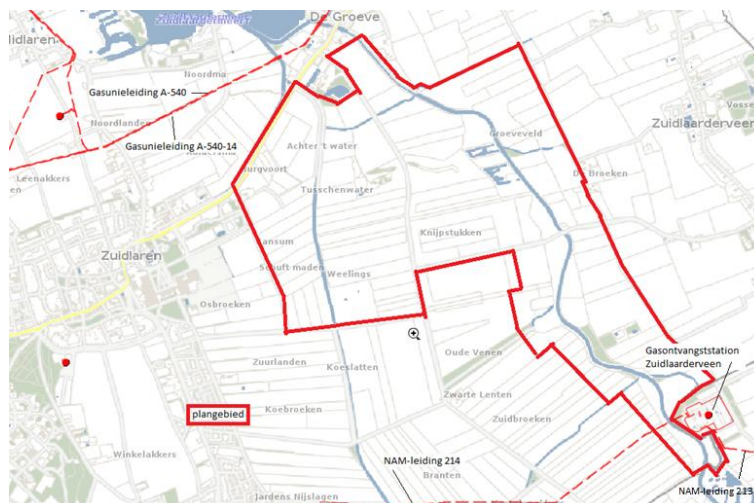 De Groeve
Zuidlaren
Noordma
Gasunieleiding A-540
Noordlanden
Gasunieleiding A-540-14
Leenakkers
Achter 't water
Groeveveld
Zuidlaarderveen
De Broeken
Tusschenwater
Knijpstukken
Zuidlaren
Weelings
Osbroeken
Zuurlanden
Koeslatten
Oude Venen
Gasontvangststation
Zuidlaarderveen
Koebroeken
Zwarte Lenten
Zuidbroeken
plangebied
Winkelakkers
NAM-leiding 214
Branten
Jardens Nijslagen
NAM-leiding 213